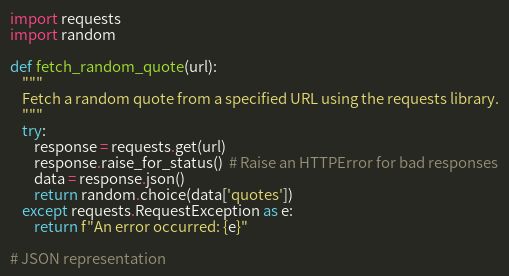 import requests
import random

def fetch_random_quote(url):
    """
    Fetch a random quote from a specified URL using the requests library.
    """
    try:
        response = requests.get(url)
        response.raise_for_status()  # Raise an HTTPError for bad responses
        data = response.json()
        return random.choice(data['quotes'])
    except requests.RequestException as e:
        return f"An error occurred: {e}"

# JSON representation